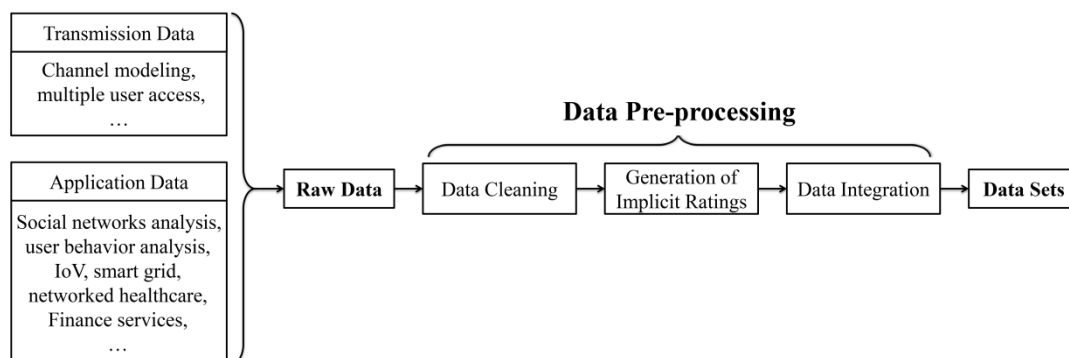 Transmission Data
Channel modeling,
multiple user access,
…
Application Data
Social networks analysis,
user behavior analysis,
IoV, smart grid,
networked healthcare,
Finance services,
…
Raw Data
Data Pre-processing
Data Cleaning
Generation of
Implicit Ratings
Data Integration
Data Sets